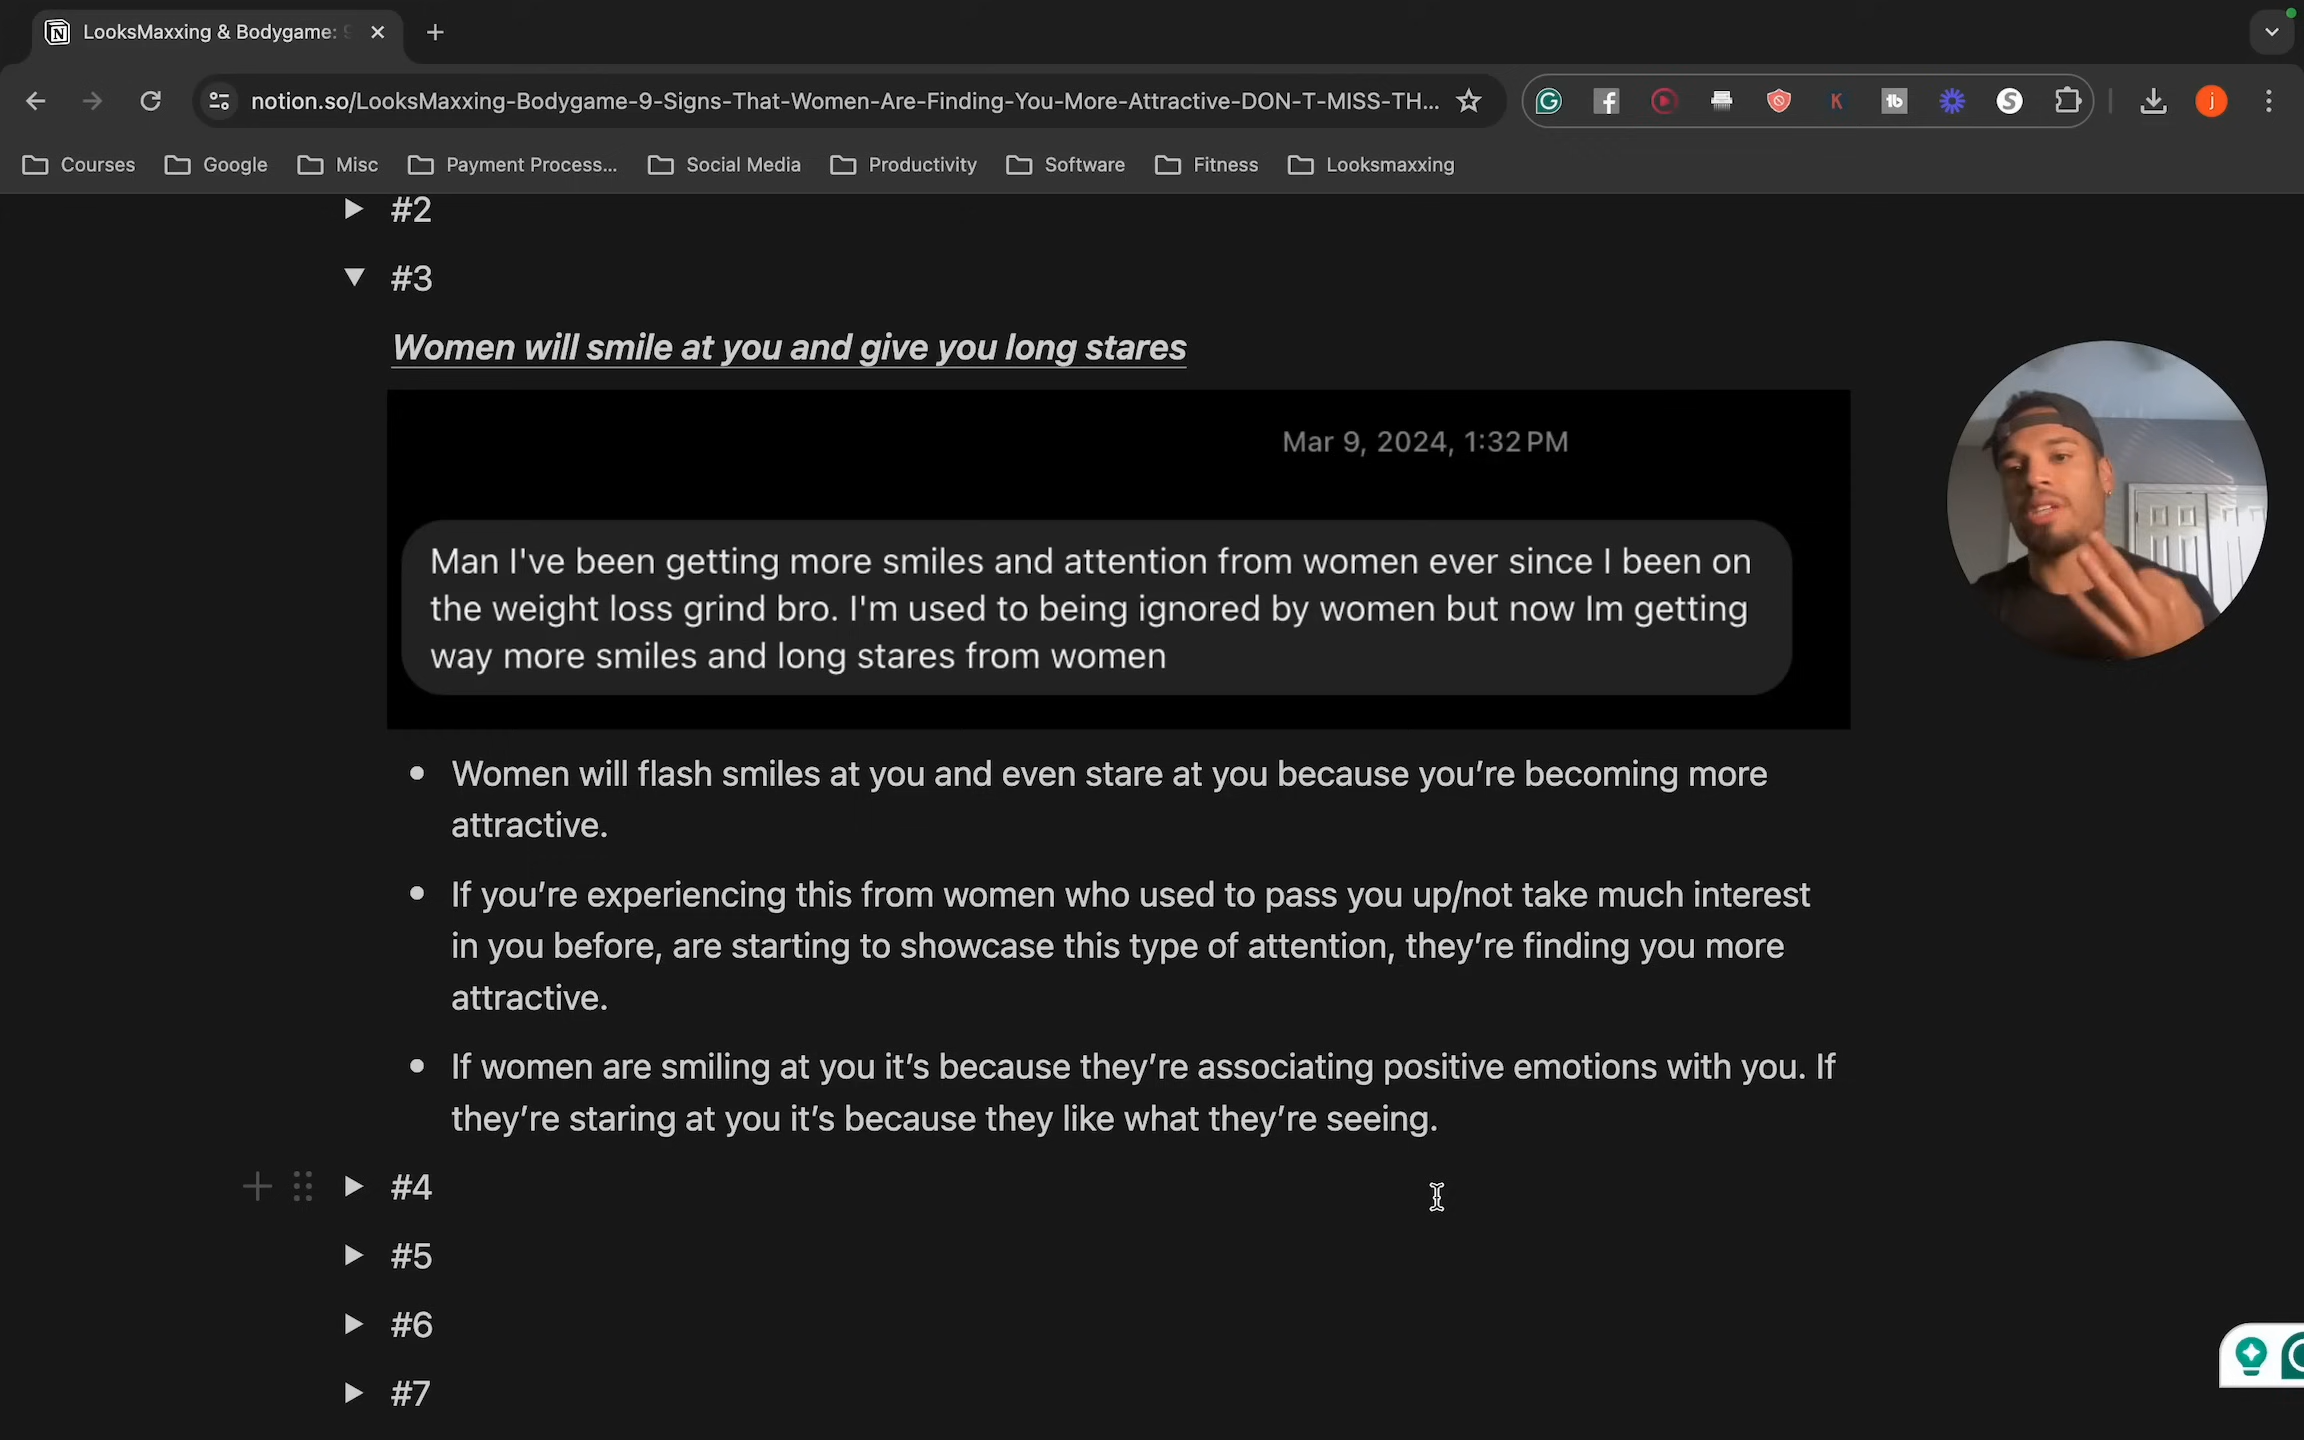 LooksMaxxing & Bodygame: 9
notion.so/LooksMaxxing-Bodygame-9-Signs-That-Women-Are-Finding-You-More-Attractive-DON-T-MISS-TH...
j
Courses
Google
Misc
Payment Process...
Social Media
Productivity
Software
Fitness
Looksmaxxing
#2
#3
Women will smile at you and give you long stares
Mar 9, 2024, 1:32 PM
Man I've been getting more smiles and attention from women ever since I been on
the weight loss grind bro. I'm used to being ignored by women but now Im getting
way more smiles and long stares from women
Women will flash smiles at you and even stare at you because you’re becoming more
attractive.
If you’re experiencing this from women who used to pass you up/not take much interest
in you before, are starting to showcase this type of attention, they’re finding you more
attractive.
If women are smiling at you it’s because they’re associating positive emotions with you. If
they’re staring at you it’s because they like what they’re seeing.
#4
#5
#6
#7